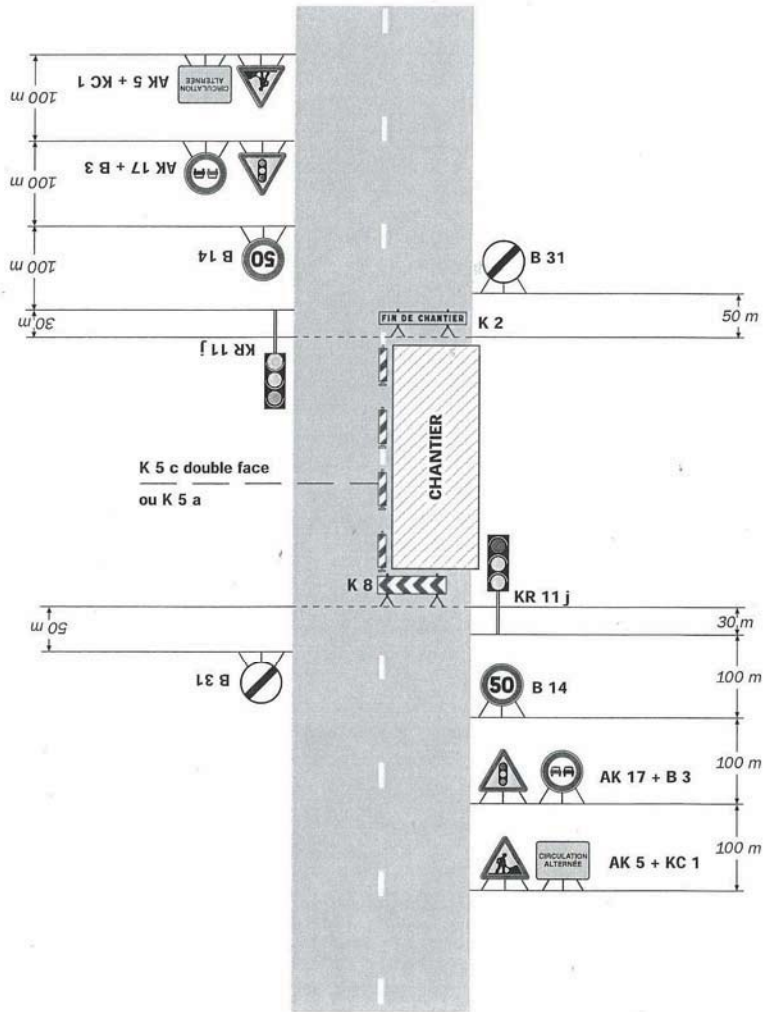 100 m
AK 5 + KC 1
CIRCULATION
ALTERNÉE
100 m
AK 17 + B 3
100 m
B 14
50
30 m
KR 11 j
B 31
50 m
FIN DE CHANTIER
K 2
CHANTIER
K 5 c double face
ou K 5 a
K 8
KR 11 j
30 m
50 m
B 31
50
B 14
100 m
AK 17 + B 3
100 m
CIRCULATION
ALTERNÉE
AK 5 + KC 1
100 m